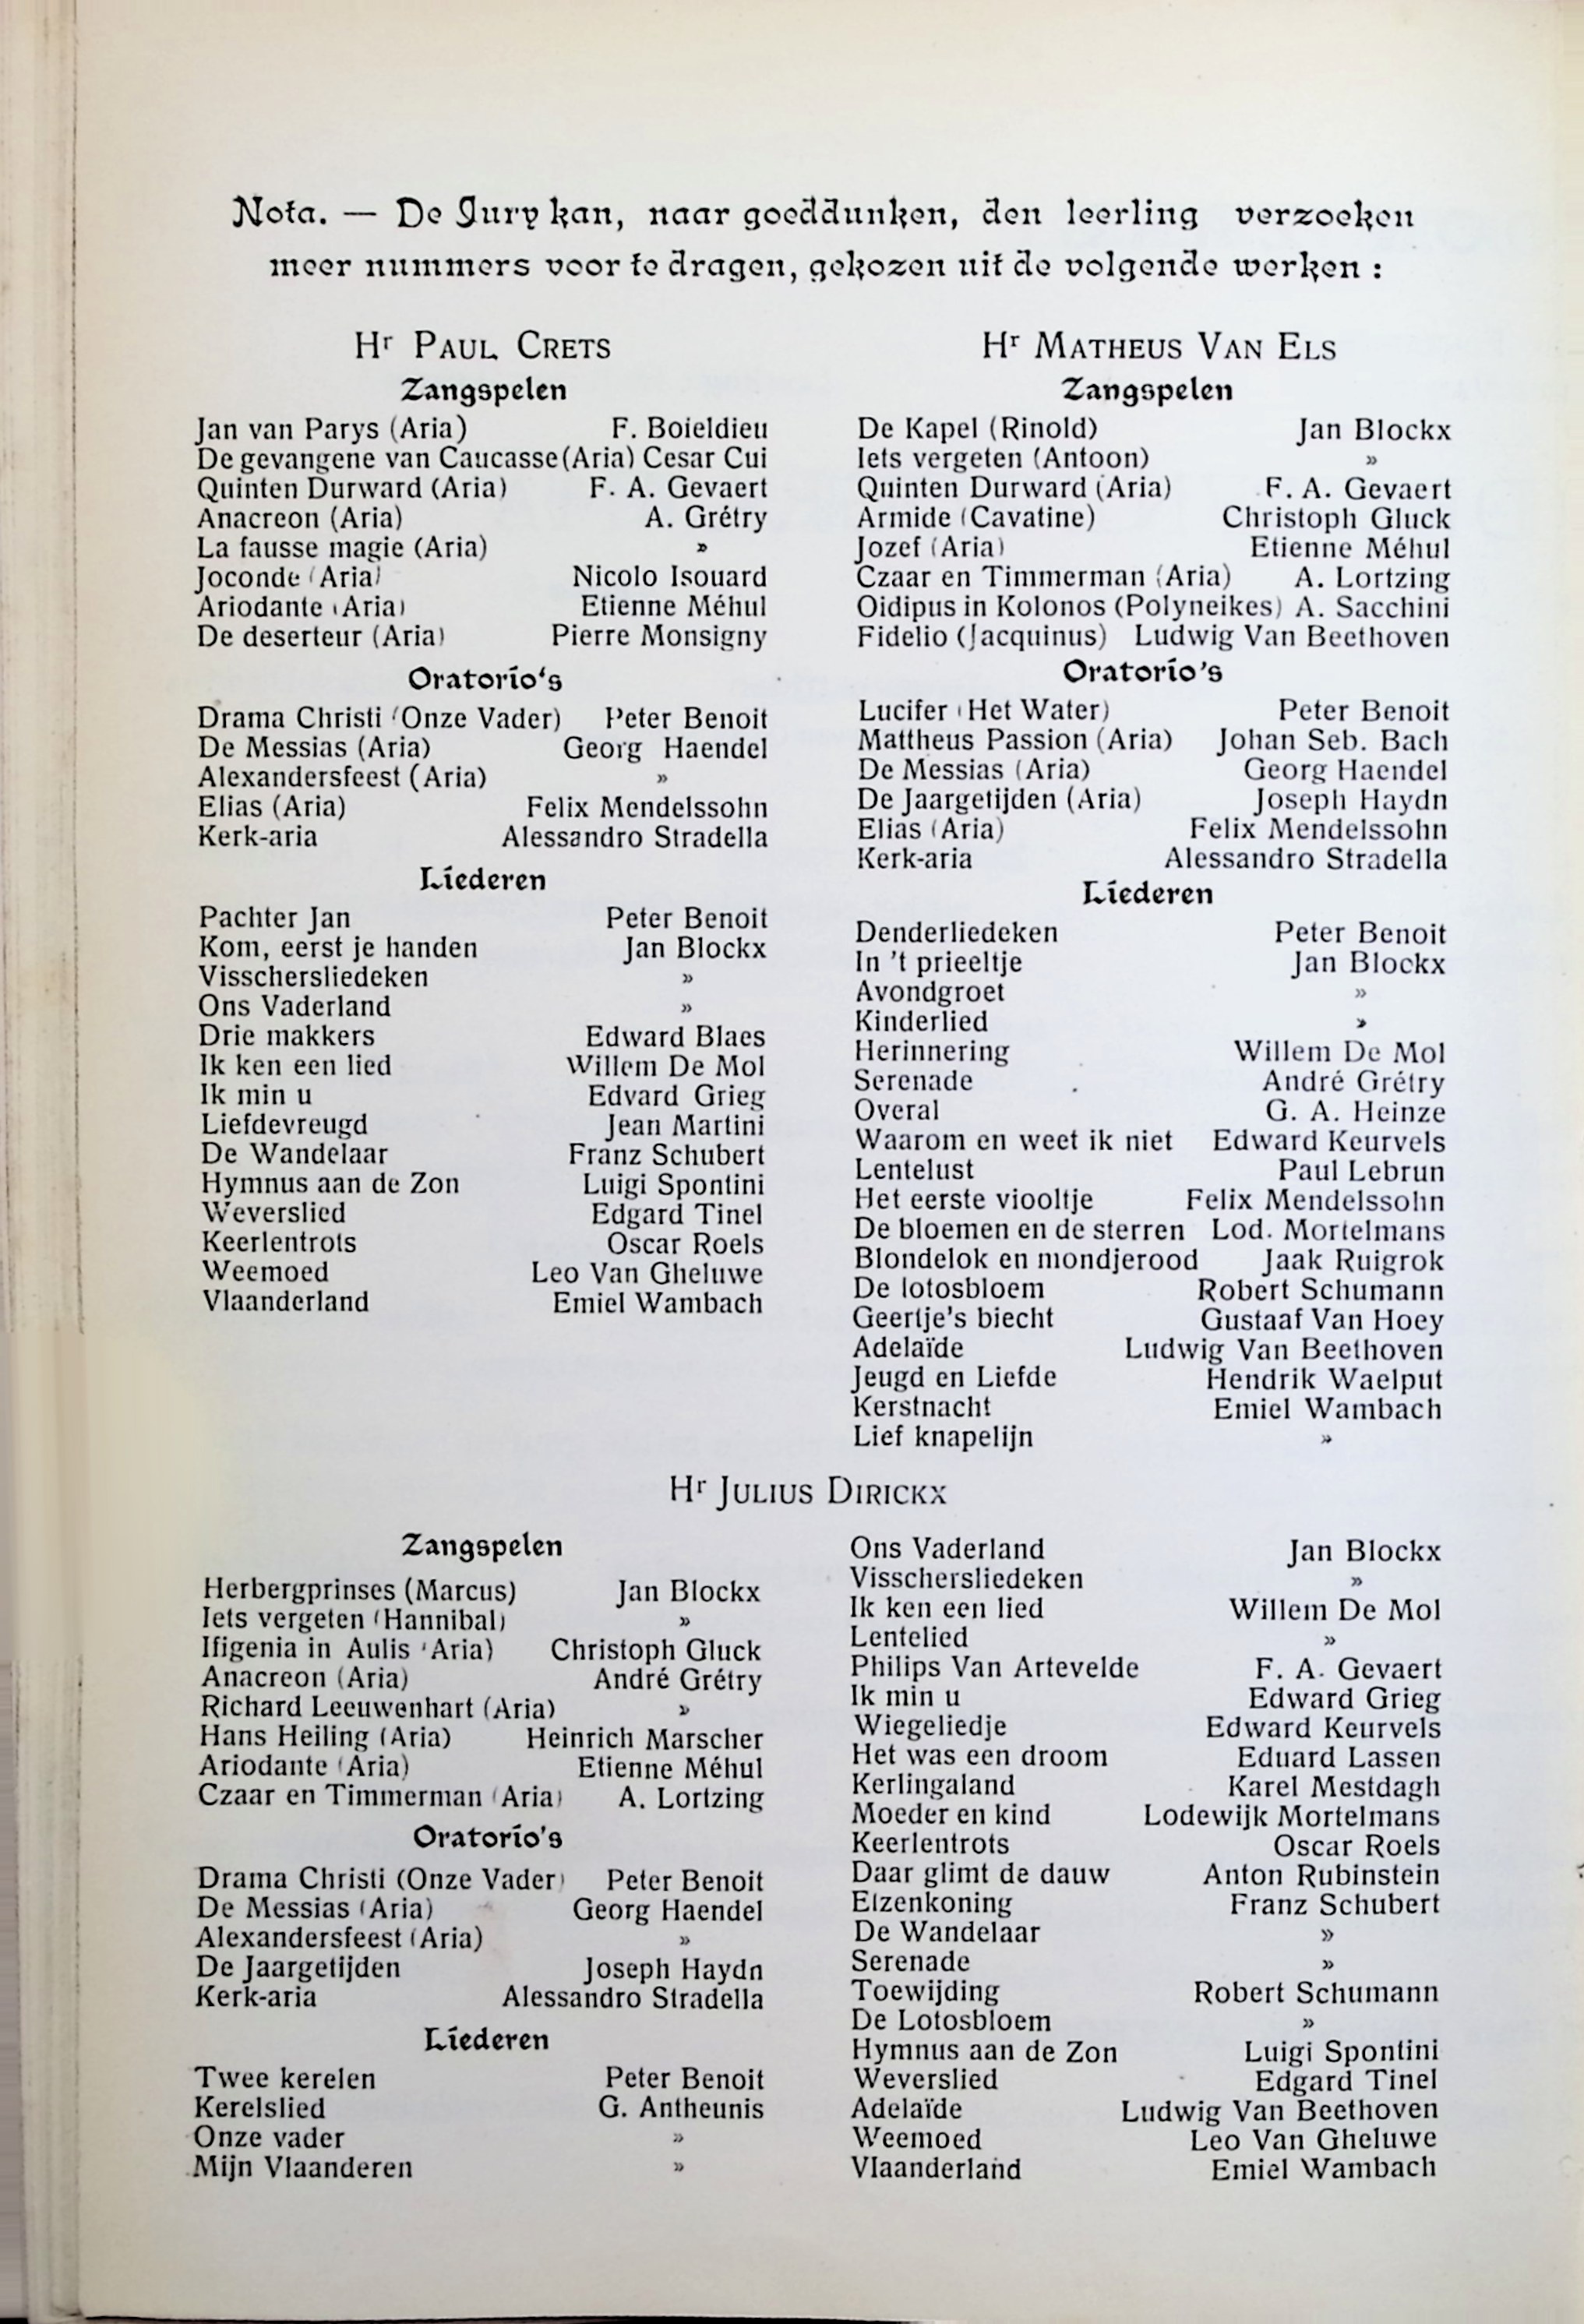 Nota. — De Jury kan, naar goeddunken, den leerling verzoeken
meer nummers voor te dragen, gekozen uit de volgende werken :
Hr PAUL CRETS
Zangspelen
Jan van Parys (Aria) F. Boieldieu
De gevangene van Caucasse (Aria) Cesar Cui
Quinten Durward (Aria) F. A. Gevaert
Anacreon (Aria) A. Grétry
La fausse magie (Aria) »
Joconde (Aria) Nicolo Isouard
Ariodante (Aria) Etienne Méhul
De deserteur (Aria) Pierre Monsigny
Oratorio's
Drama Christi (Onze Vader) Peter Benoit
De Messias (Aria) Georg Haendel
Alexandersfeest (Aria) »
Elias (Aria) Felix Mendelssohn
Kerk-aria Alessandro Stradella
Liederen
Pachter Jan Peter Benoit
Kom, eerst je handen Jan Blockx
Visschersliedeken »
Ons Vaderland »
Drie makkers Edward Blaes
Ik ken een lied Willem De Mol
Ik min u Edvard Grieg
Liefdevreugd Jean Martini
De Wandelaar Franz Schubert
Hymnus aan de Zon Luigi Spontini
Weverslied Edgard Tinel
Keerlentrots Oscar Roels
Weemoed Leo Van Gheluwe
Vlaanderland Emiel Wambach
Hr MATHEUS VAN ELS
Zangspelen
De Kapel (Rinold) Jan Blockx
Iets vergeten (Antoon) »
Quinten Durward (Aria) F. A. Gevaert
Armide (Cavatine) Christoph Gluck
Jozef (Aria) Etienne Méhul
Czaar en Timmerman (Aria) A. Lortzing
Oidipus in Kolonos (Polyneikes) A. Sacchini
Fidelio (Jacquinus) Ludwig Van Beethoven
Oratorio's
Lucifer (Het Water) Peter Benoit
Mattheus Passion (Aria) Johan Seb. Bach
De Messias (Aria) Georg Haendel
De Jaargetijden (Aria) Joseph Haydn
Elias (Aria) Felix Mendelssohn
Kerk-aria Alessandro Stradella
Liederen
Denderliedeken Peter Benoit
In 't prieeltje Jan Blockx
Avondgroet »
Kinderlied »
Herinnering Willem De Mol
Serenade André Grétry
Overal G. A. Heinze
Waarom en weet ik niet Edward Keurvels
Lentelust Paul Lebrun
Het eerste viooltje Felix Mendelssohn
De bloemen en de sterren Lod. Mortelmans
Blondelok en mondjerood Jaak Ruigrok
De lotosbloem Robert Schumann
Geertje's biecht Gustaaf Van Hoey
Adelaïde Ludwig Van Beethoven
Jeugd en Liefde Hendrik Waelput
Kerstnacht Emiel Wambach
Lief knapelijn »
Hr JULIUS DIRICKX
Zangspelen
Herbergprinses (Marcus) Jan Blockx
Iets vergeten (Hannibal) »
Ifigenia in Aulis (Aria) Christoph Gluck
Anacreon (Aria) André Grétry
Richard Leeuwenhart (Aria) »
Hans Heiling (Aria) Heinrich Marscher
Ariodante (Aria) Etienne Méhul
Czaar en Timmerman (Aria) A. Lortzing
Oratorio's
Drama Christi (Onze Vader) Peter Benoit
De Messias (Aria) Georg Haendel
Alexandersfeest (Aria) »
De Jaargetijden Joseph Haydn
Kerk-aria Alessandro Stradella
Liederen
Twee kerelen Peter Benoit
Kerelslied G. Antheunis
Onze vader »
Mijn Vlaanderen »
Ons Vaderland Jan Blockx
Visschersliedeken »
Ik ken een lied Willem De Mol
Lentelied »
Philips Van Artevelde F. A. Gevaert
Ik min u Edward Grieg
Wiegeliedje Edward Keurvels
Het was een droom Eduard Lassen
Kerlingaland Karel Mestdagh
Moeder en kind Lodewijk Mortelmans
Keerlentrots Oscar Roels
Daar glimt de dauw Anton Rubinstein
Elzenkoning Franz Schubert
De Wandelaar »
Serenade »
Toewijding Robert Schumann
De Lotosbloem »
Hymnus aan de Zon Luigi Spontini
Weverslied Edgard Tinel
Adelaïde Ludwig Van Beethoven
Weemoed Leo Van Gheluwe
Vlaanderland Emiel Wambach